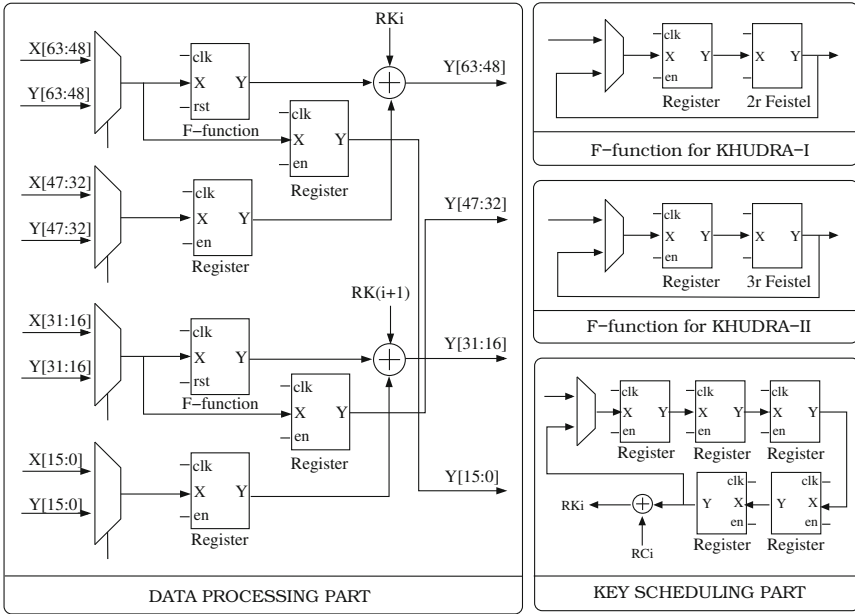 RKi
X[63:48]
clk
X
Y
Y[63:48]
Y[63:48]
rst
F−function
clk
X
Y
en
Register
X[47:32]
clk
X
Y
Y[47:32]
Y[47:32]
en
Register
RK(i+1)
X[31:16]
clk
X
Y
Y[31:16]
Y[31:16]
rst
F−function
clk
X
Y
en
Register
X[15:0]
clk
X
Y
Y[15:0]
Y[15:0]
en
Register
DATA PROCESSING PART
clk
X
Y
en
Register
X
Y
2r Feistel
F−function for KHUDRA−I
clk
X
Y
en
Register
X
Y
3r Feistel
F−function for KHUDRA−II
clk
X
Y
en
Register
clk
X
Y
en
Register
clk
X
Y
en
Register
clk
Y
X
en
Register
clk
Y
X
en
Register
RKi
RCi
KEY SCHEDULING PART